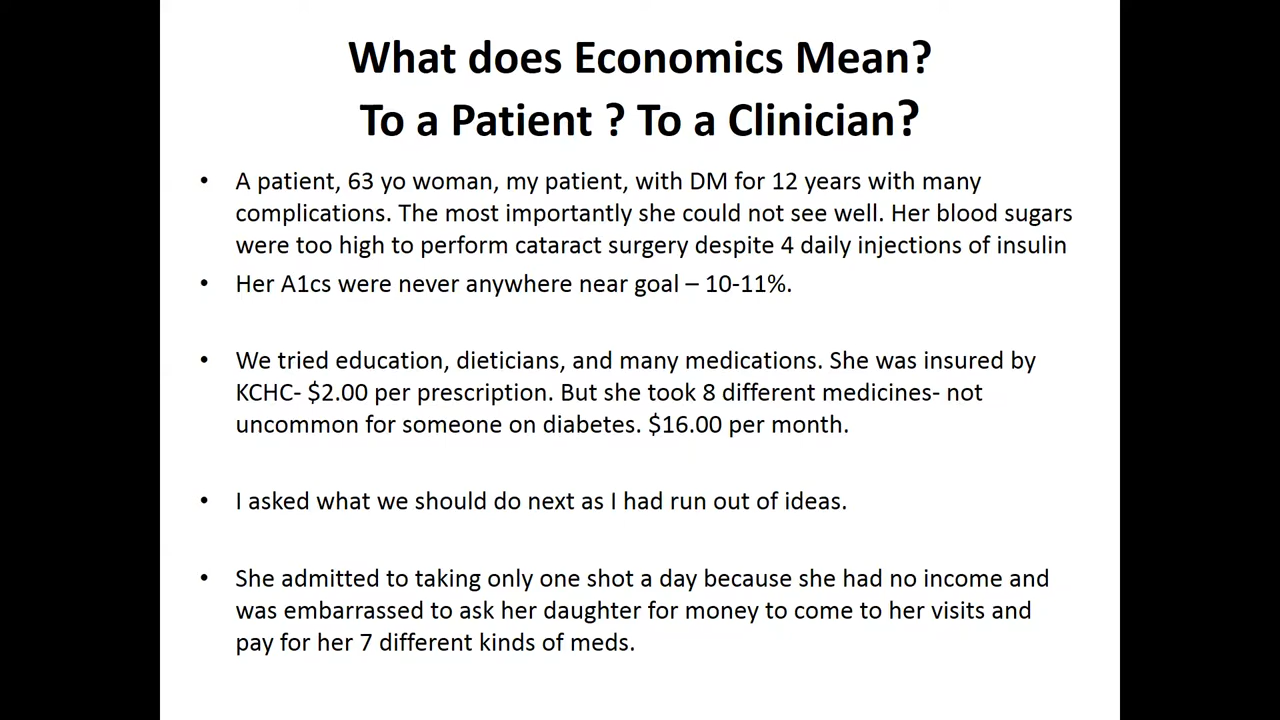 What does Economics Mean?
To a Patient ? To a Clinician?
• A patient, 63 yo woman, my patient, with DM for 12 years with many
complications. The most importantly she could not see well. Her blood sugars
were too high to perform cataract surgery despite 4 daily injections of insulin
• Her A1cs were never anywhere near goal – 10-11%.
• We tried education, dieticians, and many medications. She was insured by
KCHC- $2.00 per prescription. But she took 8 different medicines- not
uncommon for someone on diabetes. $16.00 per month.
• I asked what we should do next as I had run out of ideas.
• She admitted to taking only one shot a day because she had no income and
was embarrassed to ask her daughter for money to come to her visits and
pay for her 7 different kinds of meds.